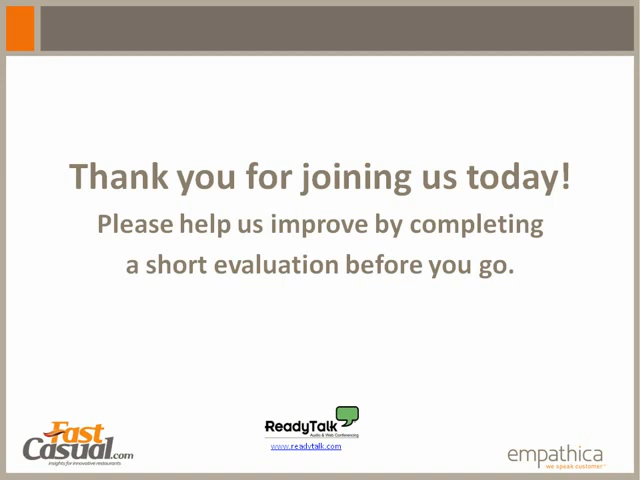 Thank you for joining us today!
Please help us improve by completing
a short evaluation before you go.
Fast
Casual.com
insights for innovative restaurants
ReadyTalk
Audio & Web Conferencing
www.readytalk.com
empathica
we speak customer™